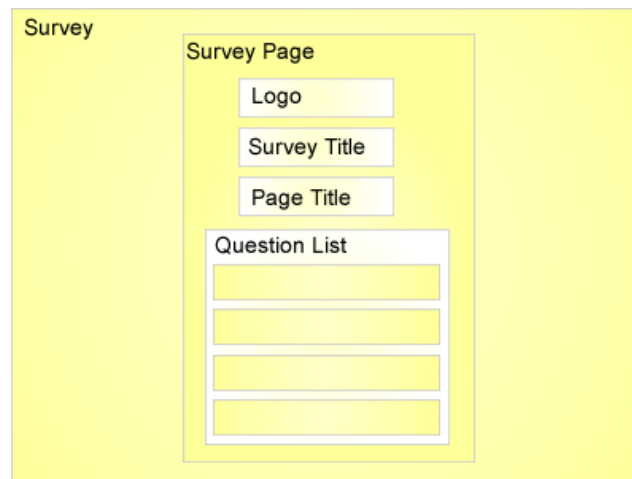 Survey
Survey Page
Logo
Survey Title
Page Title
Question List